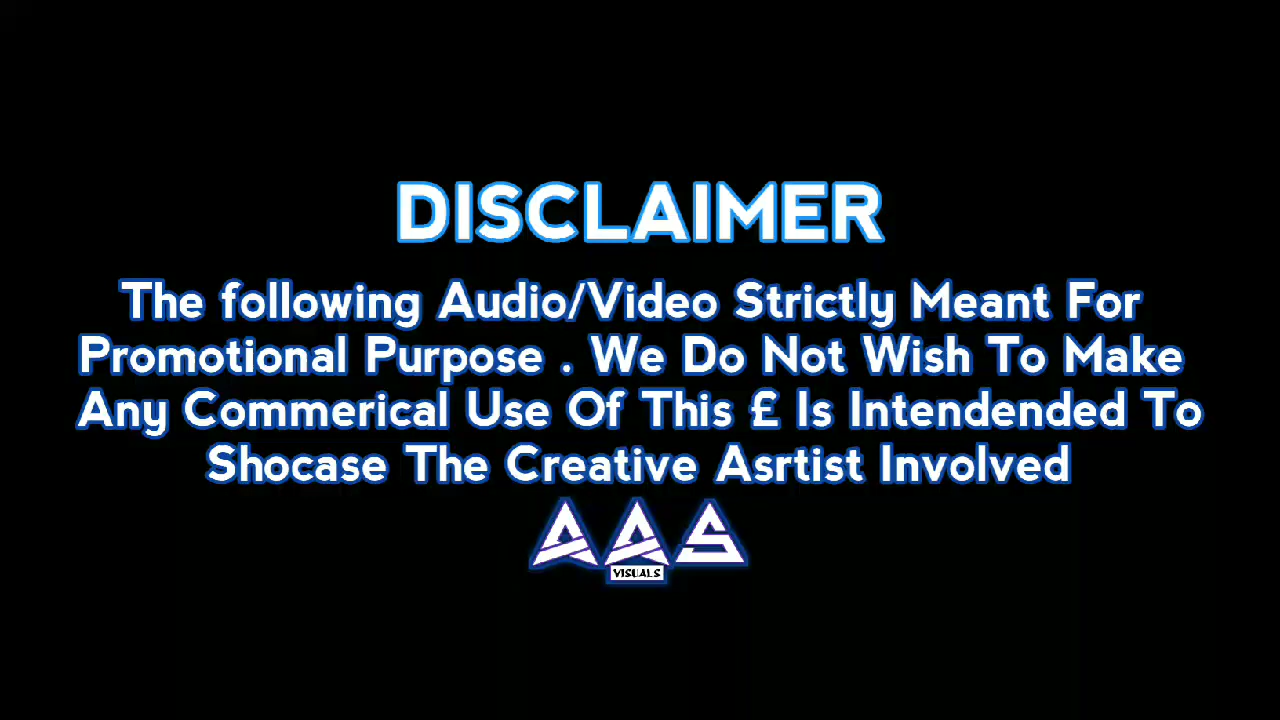 DISCLAIMER
The following Audio/Video Strictly Meant For
Promotional Purpose . We Do Not Wish To Make
Any Commerical Use Of This £ Is Intendended To
Shocase The Creative Asrtist Involved
AAS
VISUALS